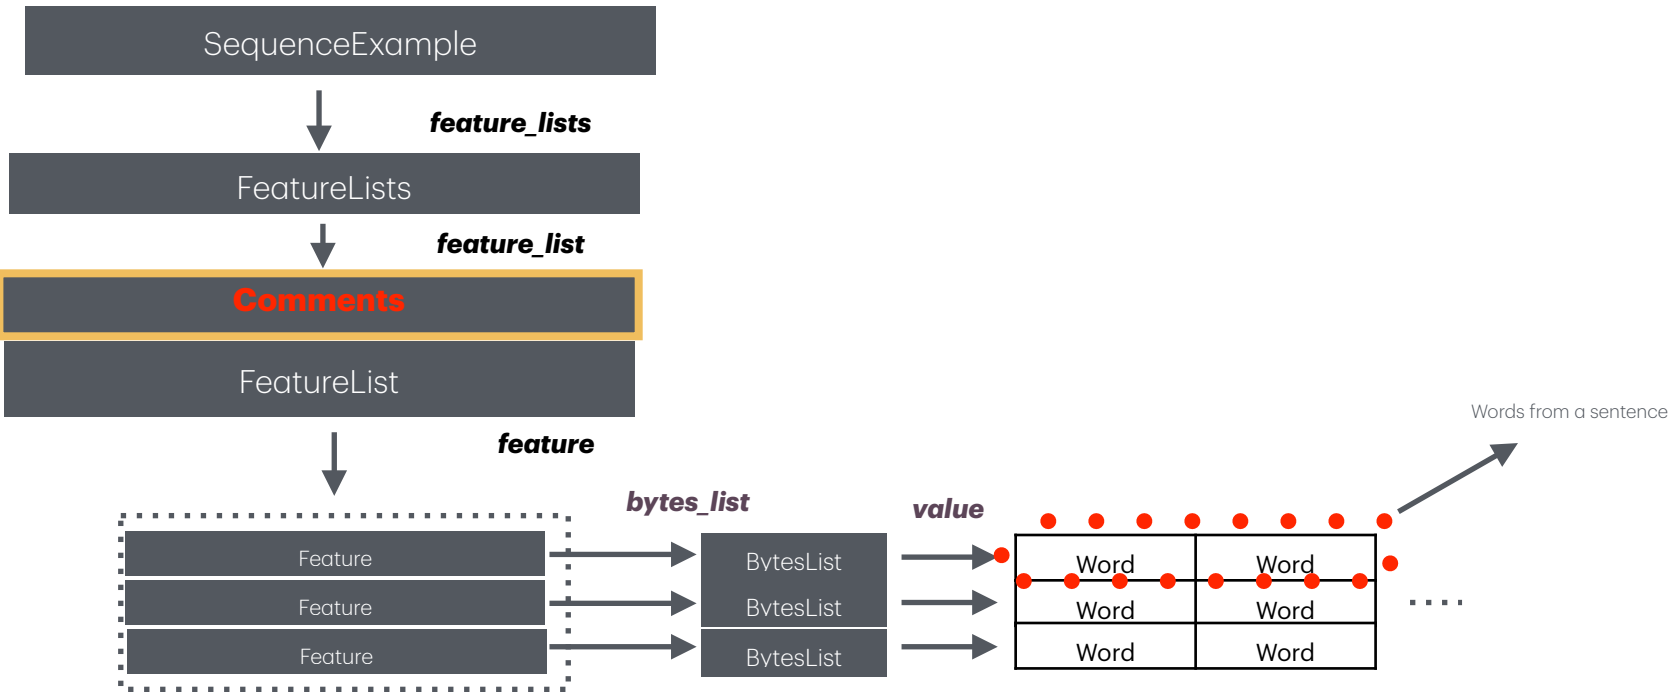 SequenceExample
feature_lists
FeatureLists
feature_list
Comments
FeatureList
Words from a sentence
feature
bytes_list
value
Feature
BytesList
Word Word
Feature
BytesList
Word Word
Feature
BytesList
Word Word